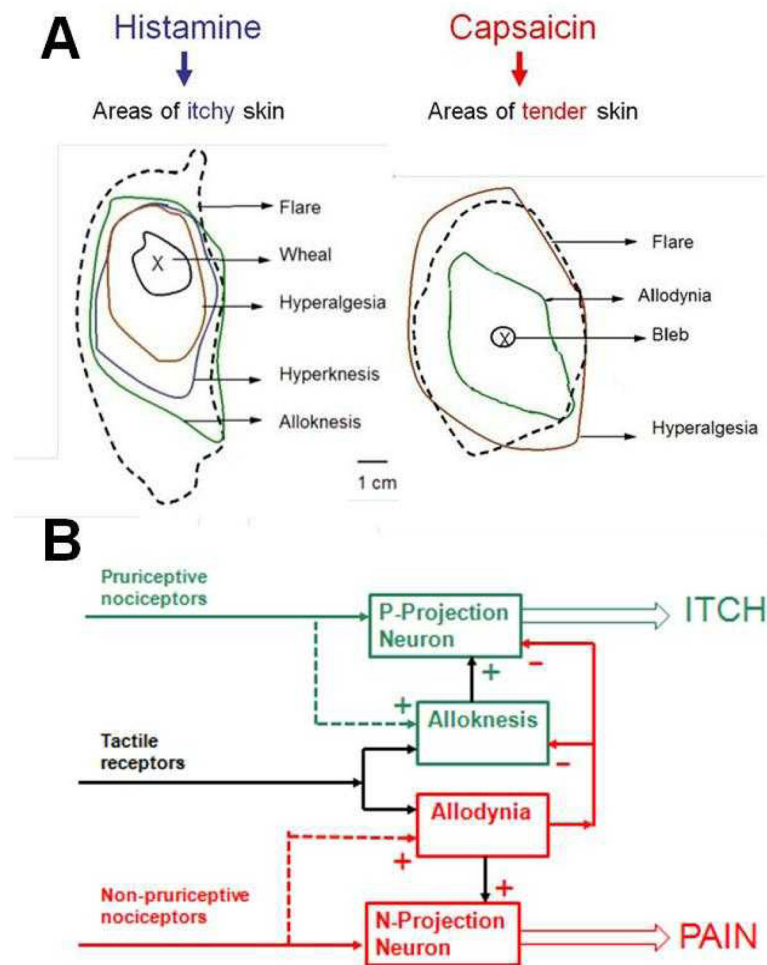 A
Histamine
Capsaicin
Areas of itchy skin
Areas of tender skin
Flare
Wheal
Hyperalgesia
Hyperknesis
Alloknesis
X
1 cm
Flare
Allodynia
Bleb
Hyperalgesia
X
B
Pruriceptive
nociceptors
P-Projection
Neuron
ITCH
+
-
+
Alloknesis
Tactile
receptors
-
Allodynia
+
+
Non-pruriceptive
nociceptors
N-Projection
Neuron
PAIN